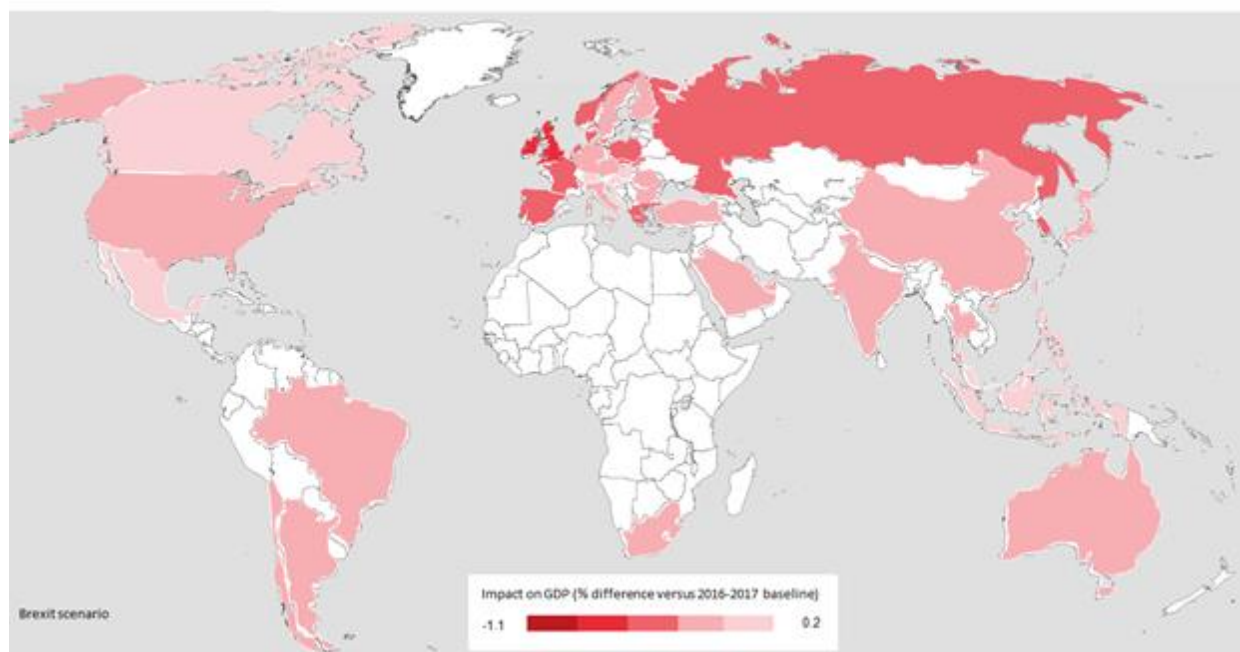 Impact on GDP (% difference versus 2016-2017 baseline)
-1.1 0.2
Brexit scenario